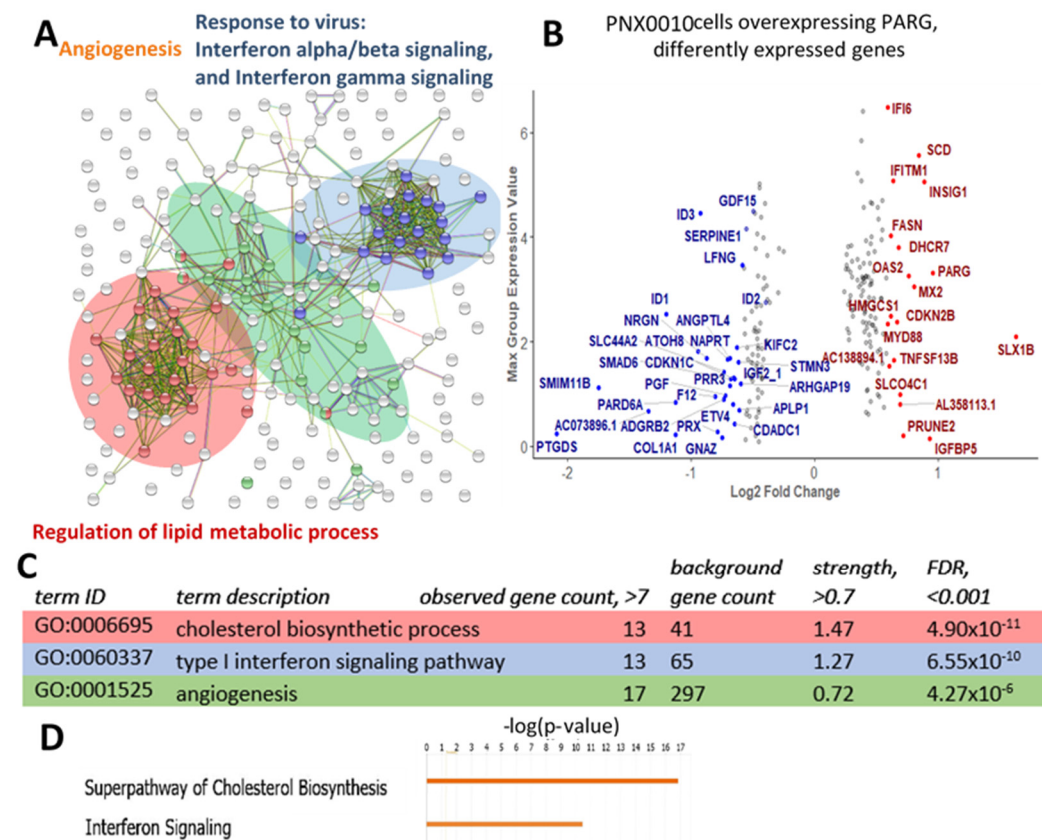 A
Angiogenesis
Response to virus:
Interferon alpha/beta signaling,
and Interferon gamma signaling
Regulation of lipid metabolic process
B
PNX0010cells overexpressing PARG,
differently expressed genes
Max Group Expression Value
6
4
2
0
-2
-1
0
1
Log2 Fold Change
IFI6
SCD
IFITM1
INSIG1
GDF15
ID3
SERPINE1
FASN
DHCR7
LFNG
OAS2
PARG
MX2
ID1
ID2
HMGCS1
CDKN2B
NRGN
ANGPTL4
MYD88
SLC44A2
ATOH8
NAPRT
KIFC2
SLX1B
AC138894.1
TNFSF13B
SMAD6
CDKN1C
STMN3
PRR3
IGF2_1
SMIM11B
PGF
ARHGAP19
SLCO4C1
F12
PARD6A
AL358113.1
ETV4
APLP1
AC073896.1
ADGRB2
PRX
CDADC1
PRUNE2
PTGDS
COL1A1
GNAZ
IGFBP5
C
background strength, FDR,
term ID term description observed gene count, >7 gene count >0.7 <0.001
GO:0006695 cholesterol biosynthetic process 13 41 1.47 4.90x10⁻¹¹
GO:0060337 type I interferon signaling pathway 13 65 1.27 6.55x10⁻¹⁰
GO:0001525 angiogenesis 17 297 0.72 4.27x10⁻⁶
D
-log(p-value)
0 1 2 3 4 5 6 7 8 9 10 11 12 13 14 15 16 17
Superpathway of Cholesterol Biosynthesis
Interferon Signaling